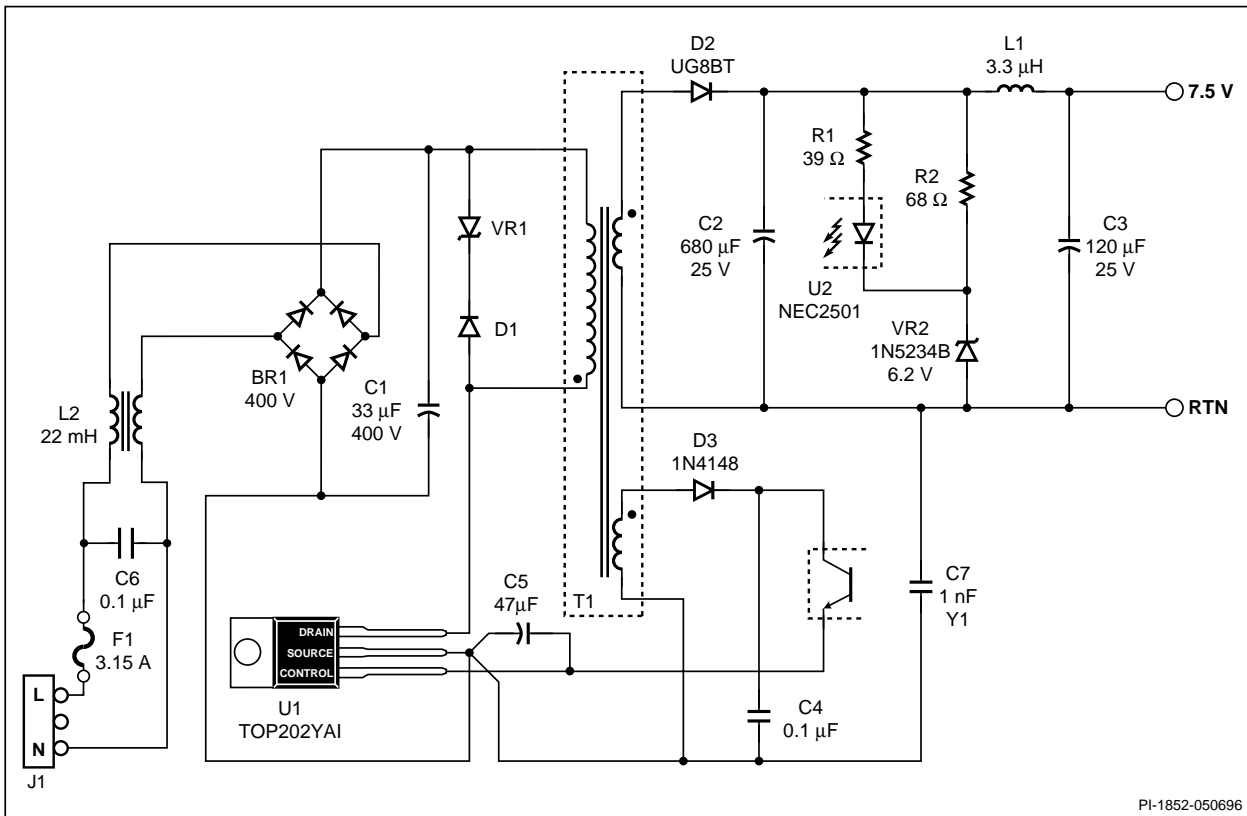 D2
UG8BT
L1
3.3 µH
7.5 V
R1
39 Ω
R2
68 Ω
VR1
C2
680 µF
25 V
C3
120 µF
25 V
U2
NEC2501
D1
VR2
1N5234B
6.2 V
BR1
400 V
C1
33 µF
400 V
L2
22 mH
RTN
D3
1N4148
C6
0.1 µF
C5
47µF
T1
C7
1 nF
Y1
F1
3.15 A
DRAIN
SOURCE
CONTROL
L
N
J1
U1
TOP202YAI
C4
0.1 µF
PI-1852-050696